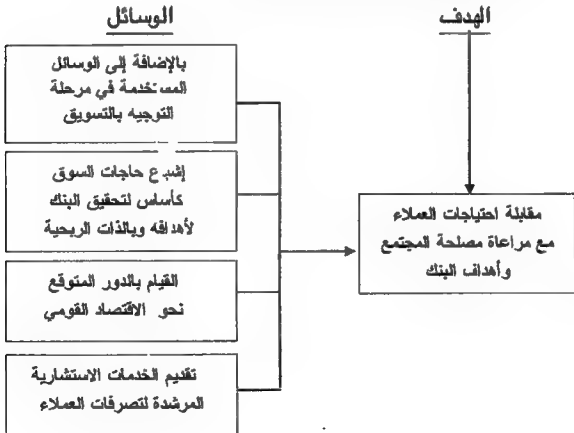 الهدف
الوسائل
بالإضافة إلى الوسائل
المستخدمة في مرحلة
التوجيه بالتسويق
إشبع حاجات السوق
كأساس لتحقيق البنك
لأهدافه وبالذات الربحية
القيام بالدور المتوقع
نحو الاقتصاد القومي
تقديم الخدمات الاستشارية
المرشدة لتصرفات العملاء
مقابلة احتياجات العملاء
مع مراعاة مصلحة المجتمع
وأهداف البنك